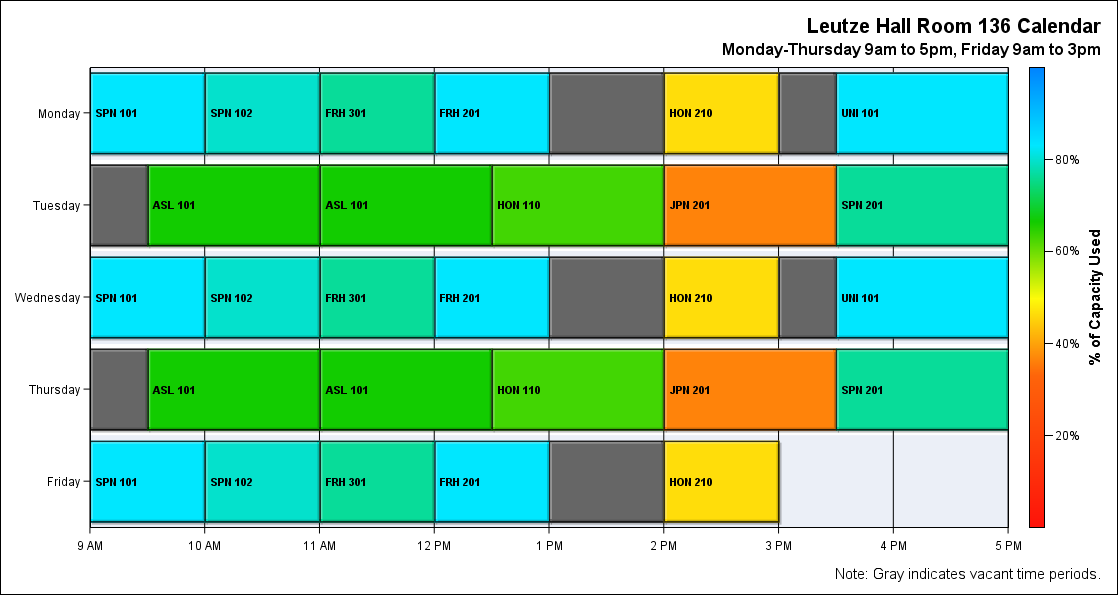 Leutze Hall Room 136 Calendar
Monday-Thursday 9am to 5pm, Friday 9am to 3pm
Monday
SPN 101
SPN 102
FRH 301
FRH 201
HON 210
UNI 101
Tuesday
ASL 101
ASL 101
HON 110
JPN 201
SPN 201
Wednesday
SPN 101
SPN 102
FRH 301
FRH 201
HON 210
UNI 101
Thursday
ASL 101
ASL 101
HON 110
JPN 201
SPN 201
Friday
SPN 101
SPN 102
FRH 301
FRH 201
HON 210
9 AM
10 AM
11 AM
12 PM
1 PM
2 PM
3 PM
4 PM
5 PM
80%
60%
40%
20%
% of Capacity Used
Note: Gray indicates vacant time periods.